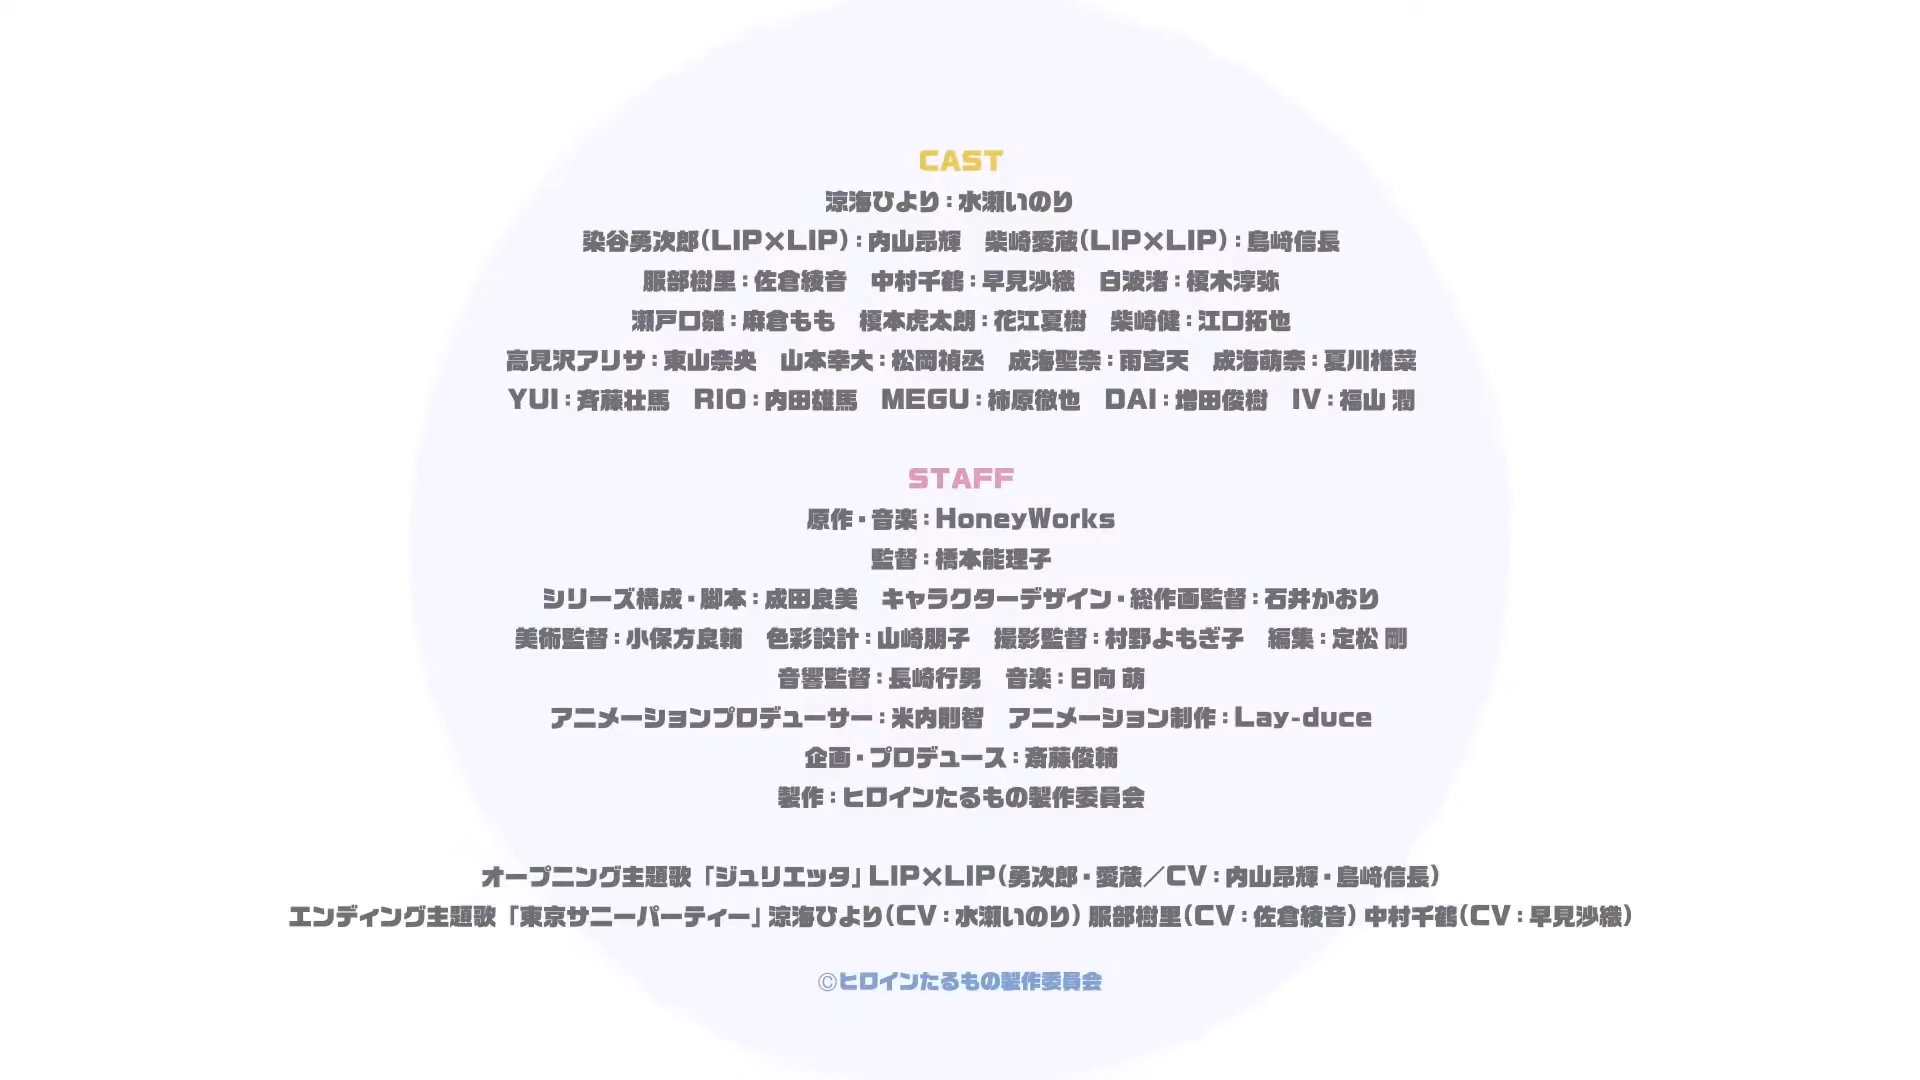 CAST
涼海ひより：水瀬いのり
染谷勇次郎（LIP×LIP）：内山昂輝　柴崎愛蔵（LIP×LIP）：島﨑信長
服部樹里：佐倉綾音　中村千鶴：早見沙織　白波渚：榎木淳弥
瀬戸口雛：麻倉もも　榎本虎太朗：花江夏樹　柴崎健：江口拓也
高見沢アリサ：東山奈央　山本幸大：松岡禎丞　成海聖奈：雨宮天　成海萌奈：夏川椎菜
YUI：斉藤壮馬　RIO：内田雄馬　MEGU：柿原徹也　DAI：増田俊樹　IV：福山 潤
STAFF
原作・音楽：HoneyWorks
監督：橋本能理子
シリーズ構成・脚本：成田良美　キャラクターデザイン・総作画監督：石井かおり
美術監督：小保方良輔　色彩設計：山崎朋子　撮影監督：村野よもぎ子　編集：定松 剛
音響監督：長崎行男　音楽：日向 萌
アニメーションプロデューサー：米内則智　アニメーション制作：Lay-duce
企画・プロデュース：斎藤俊輔
製作：ヒロインたるもの製作委員会
オープニング主題歌「ジュリエッタ」LIP×LIP（勇次郎・愛蔵／CV：内山昂輝・島﨑信長）
エンディング主題歌「東京サニーパーティー」涼海ひより（CV：水瀬いのり）服部樹里（CV：佐倉綾音）中村千鶴（CV：早見沙織）
©ヒロインたるもの製作委員会